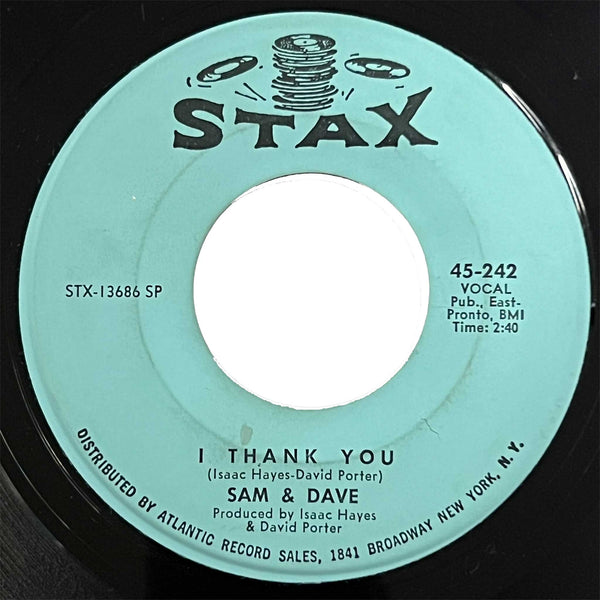 STAX
STX-13686 SP
45-242
VOCAL
Pub., East-
Pronto, BMI
Time: 2:40
I THANK YOU
(Isaac Hayes-David Porter)
SAM & DAVE
Produced by Isaac Hayes
& David Porter
DISTRIBUTED BY ATLANTIC RECORD SALES, 1841 BROADWAY NEW YORK, N. Y.